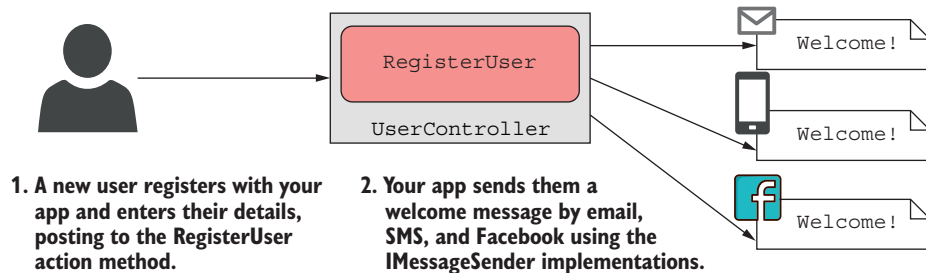 RegisterUser
UserController
Welcome!
Welcome!
f
Welcome!
1. A new user registers with your
app and enters their details,
posting to the RegisterUser
action method.
2. Your app sends them a
welcome message by email,
SMS, and Facebook using the
IMessageSender implementations.